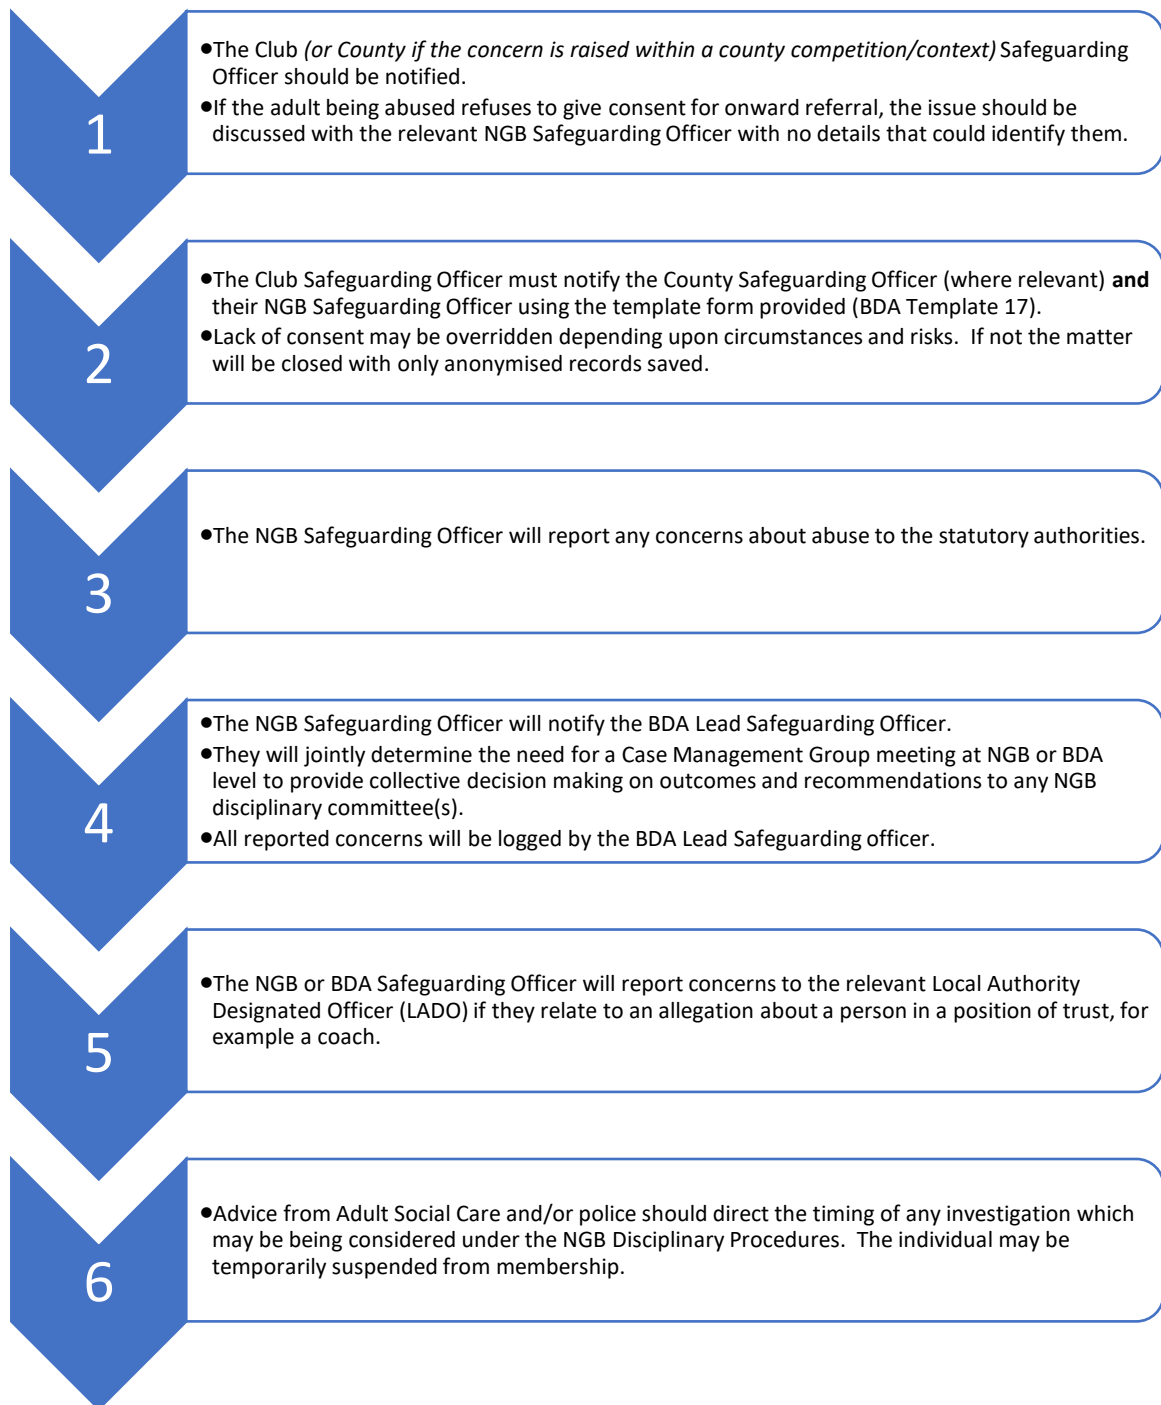 1
●The Club (or County if the concern is raised within a county competition/context) Safeguarding
Officer should be notified.
●If the adult being abused refuses to give consent for onward referral, the issue should be
discussed with the relevant NGB Safeguarding Officer with no details that could identify them.
2
●The Club Safeguarding Officer must notify the County Safeguarding Officer (where relevant) and
their NGB Safeguarding Officer using the template form provided (BDA Template 17).
●Lack of consent may be overridden depending upon circumstances and risks.  If not the matter
will be closed with only anonymised records saved.
3
●The NGB Safeguarding Officer will report any concerns about abuse to the statutory authorities.
4
●The NGB Safeguarding Officer will notify the BDA Lead Safeguarding Officer.
●They will jointly determine the need for a Case Management Group meeting at NGB or BDA
level to provide collective decision making on outcomes and recommendations to any NGB
disciplinary committee(s).
●All reported concerns will be logged by the BDA Lead Safeguarding officer.
5
●The NGB or BDA Safeguarding Officer will report concerns to the relevant Local Authority
Designated Officer (LADO) if they relate to an allegation about a person in a position of trust, for
example a coach.
6
●Advice from Adult Social Care and/or police should direct the timing of any investigation which
may be being considered under the NGB Disciplinary Procedures.  The individual may be
temporarily suspended from membership.